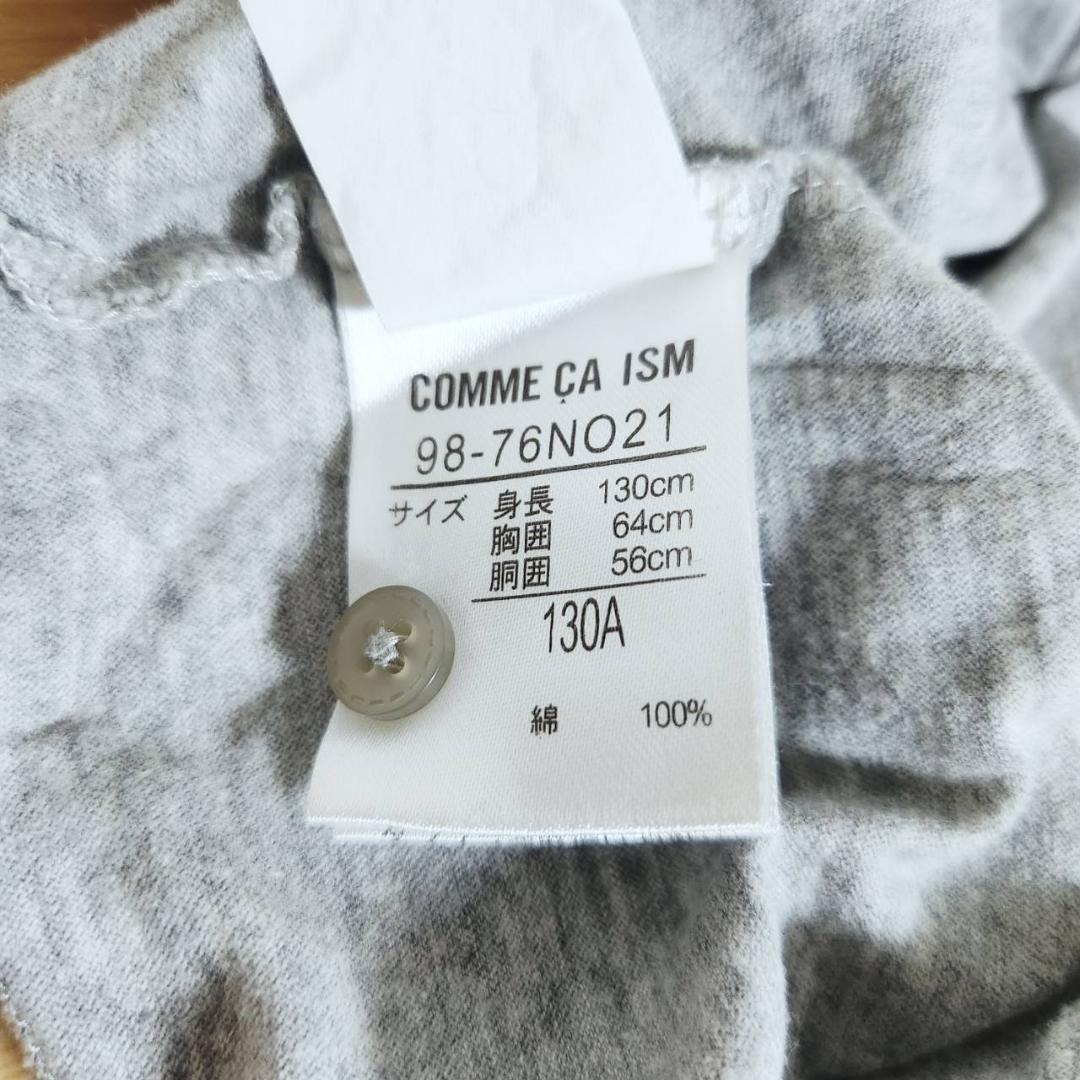 COMME ÇA ISM
98-76NO21
サイズ 身長 130cm
胸囲 64cm
胴囲 56cm
130A
綿 100%